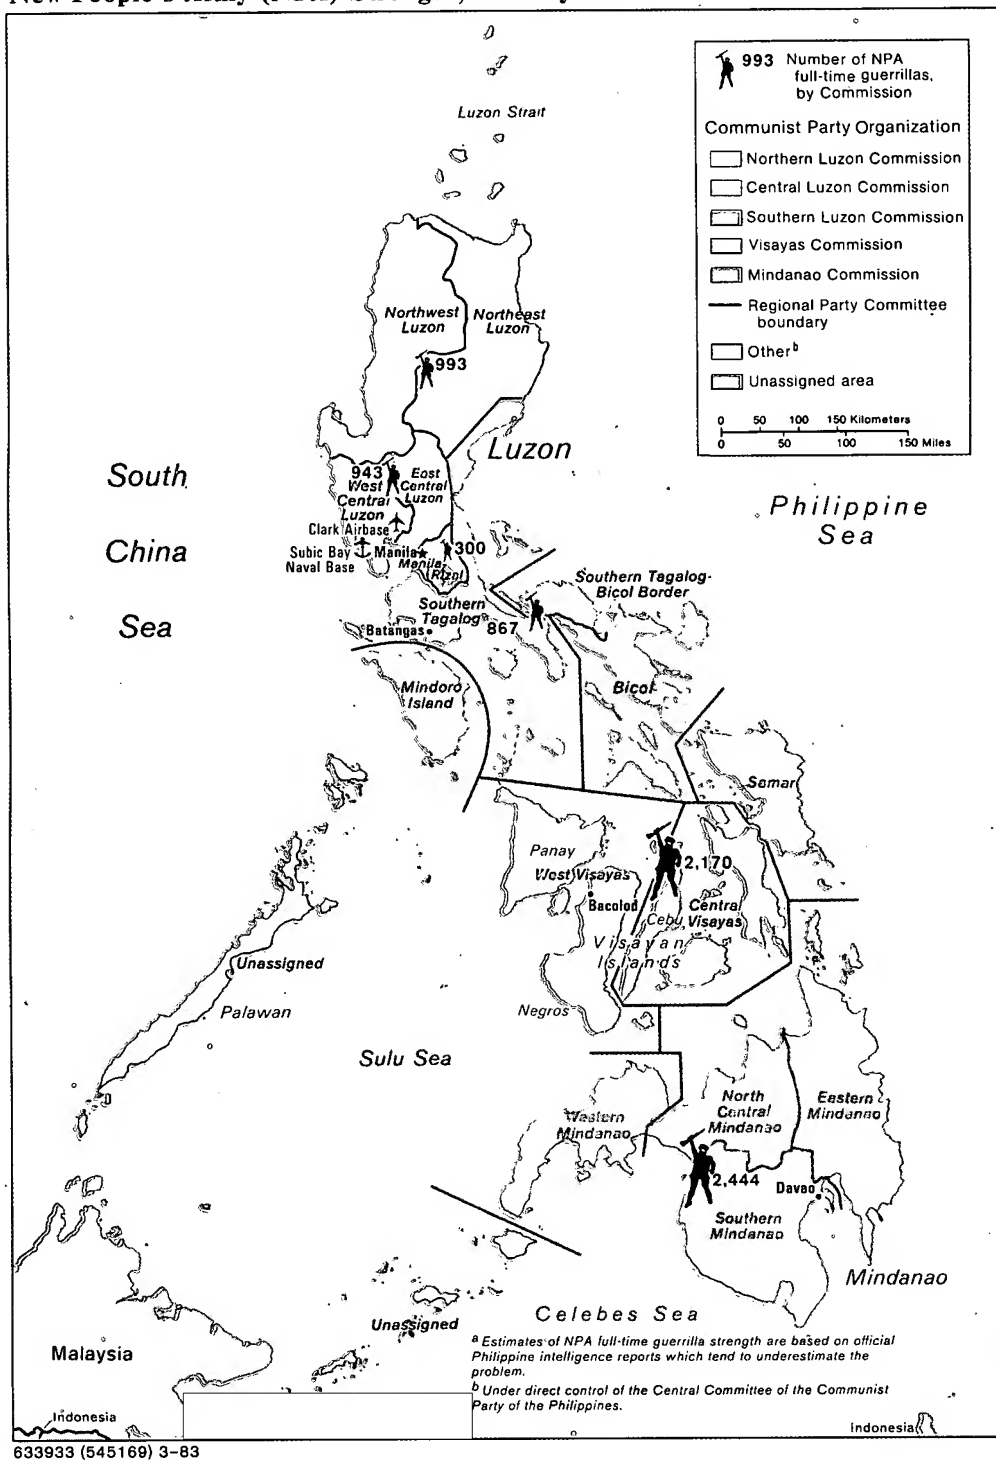 993 Number of NPA
full-time guerrillas,
by Commission
Communist Party Organization
Northern Luzon Commission
Central Luzon Commission
Southern Luzon Commission
Visayas Commission
Mindanao Commission
Regional Party Committee
boundary
Other b
Unassigned area
0 50 100 150 Kilometers
0 50 100 150 Miles
Luzon Strait
Northwest
Luzon
Northeast
Luzon
993
Luzon
South
China
Sea
Philippine
Sea
943
West
Central
Luzon
East
Central
Luzon
Clark Airbase
Subic Bay
Naval Base
Manila
Manila-
Rizal
300
Southern Tagalog-
Bicol Border
Southern
Tagalog
867
Batangas
Mindoro
Island
Bicol
Samar
Panay
West Visayas
2,170
Bacolod
Cebu
Central
Visayas
Visayan
Islands
Negros
Unassigned
Palawan
Sulu Sea
Western
Mindanao
North
Central
Mindanao
Eastern
Mindanao
2,444
Davao
Southern
Mindanao
Mindanao
Celebes Sea
Unassigned
Malaysia
Indonesia
Indonesia
a Estimates of NPA full-time guerrilla strength are based on official
Philippine intelligence reports which tend to underestimate the
problem.
b Under direct control of the Central Committee of the Communist
Party of the Philippines.
633933 (545169) 3-83